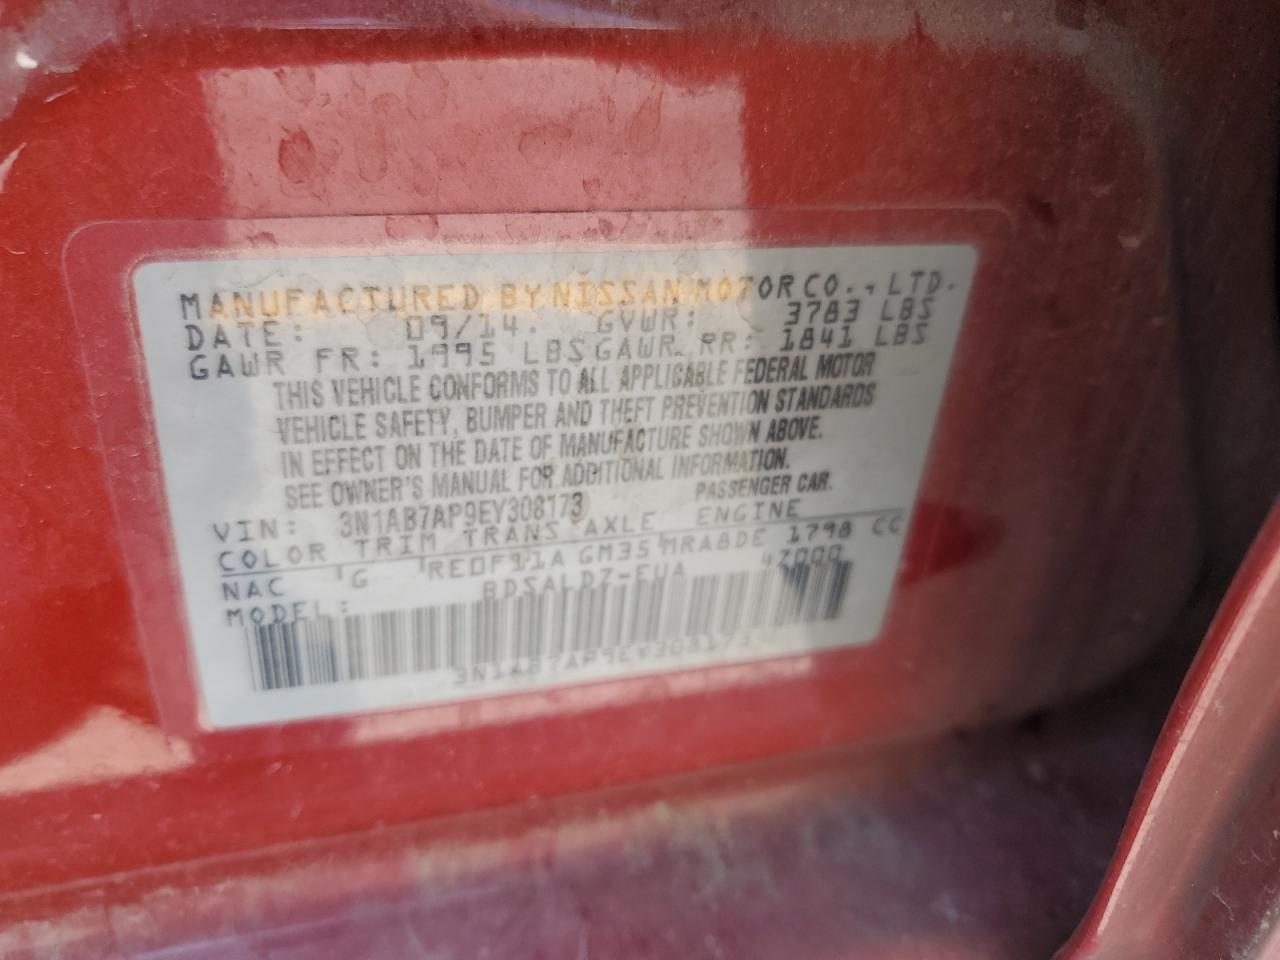 MANUFACTURED BY NISSAN MOTOR CO., LTD.
DATE: 09/14. GVWR: 3783 LBS
GAWR FR: 1995 LBS GAWR RR: 1841 LBS
THIS VEHICLE CONFORMS TO ALL APPLICABLE FEDERAL MOTOR
VEHICLE SAFETY, BUMPER AND THEFT PREVENTION STANDARDS
IN EFFECT ON THE DATE OF MANUFACTURE SHOWN ABOVE.
SEE OWNER'S MANUAL FOR ADDITIONAL INFORMATION.
VIN: 3N1AB7AP9EY308173 PASSENGER CAR.
COLOR TRIM TRANS AXLE ENGINE
NAC G REOF11A GM35 MRA8DE 1798 CC
MODEL: BDSALDZ-EUA 47000
3N1AB7AP9EY308173